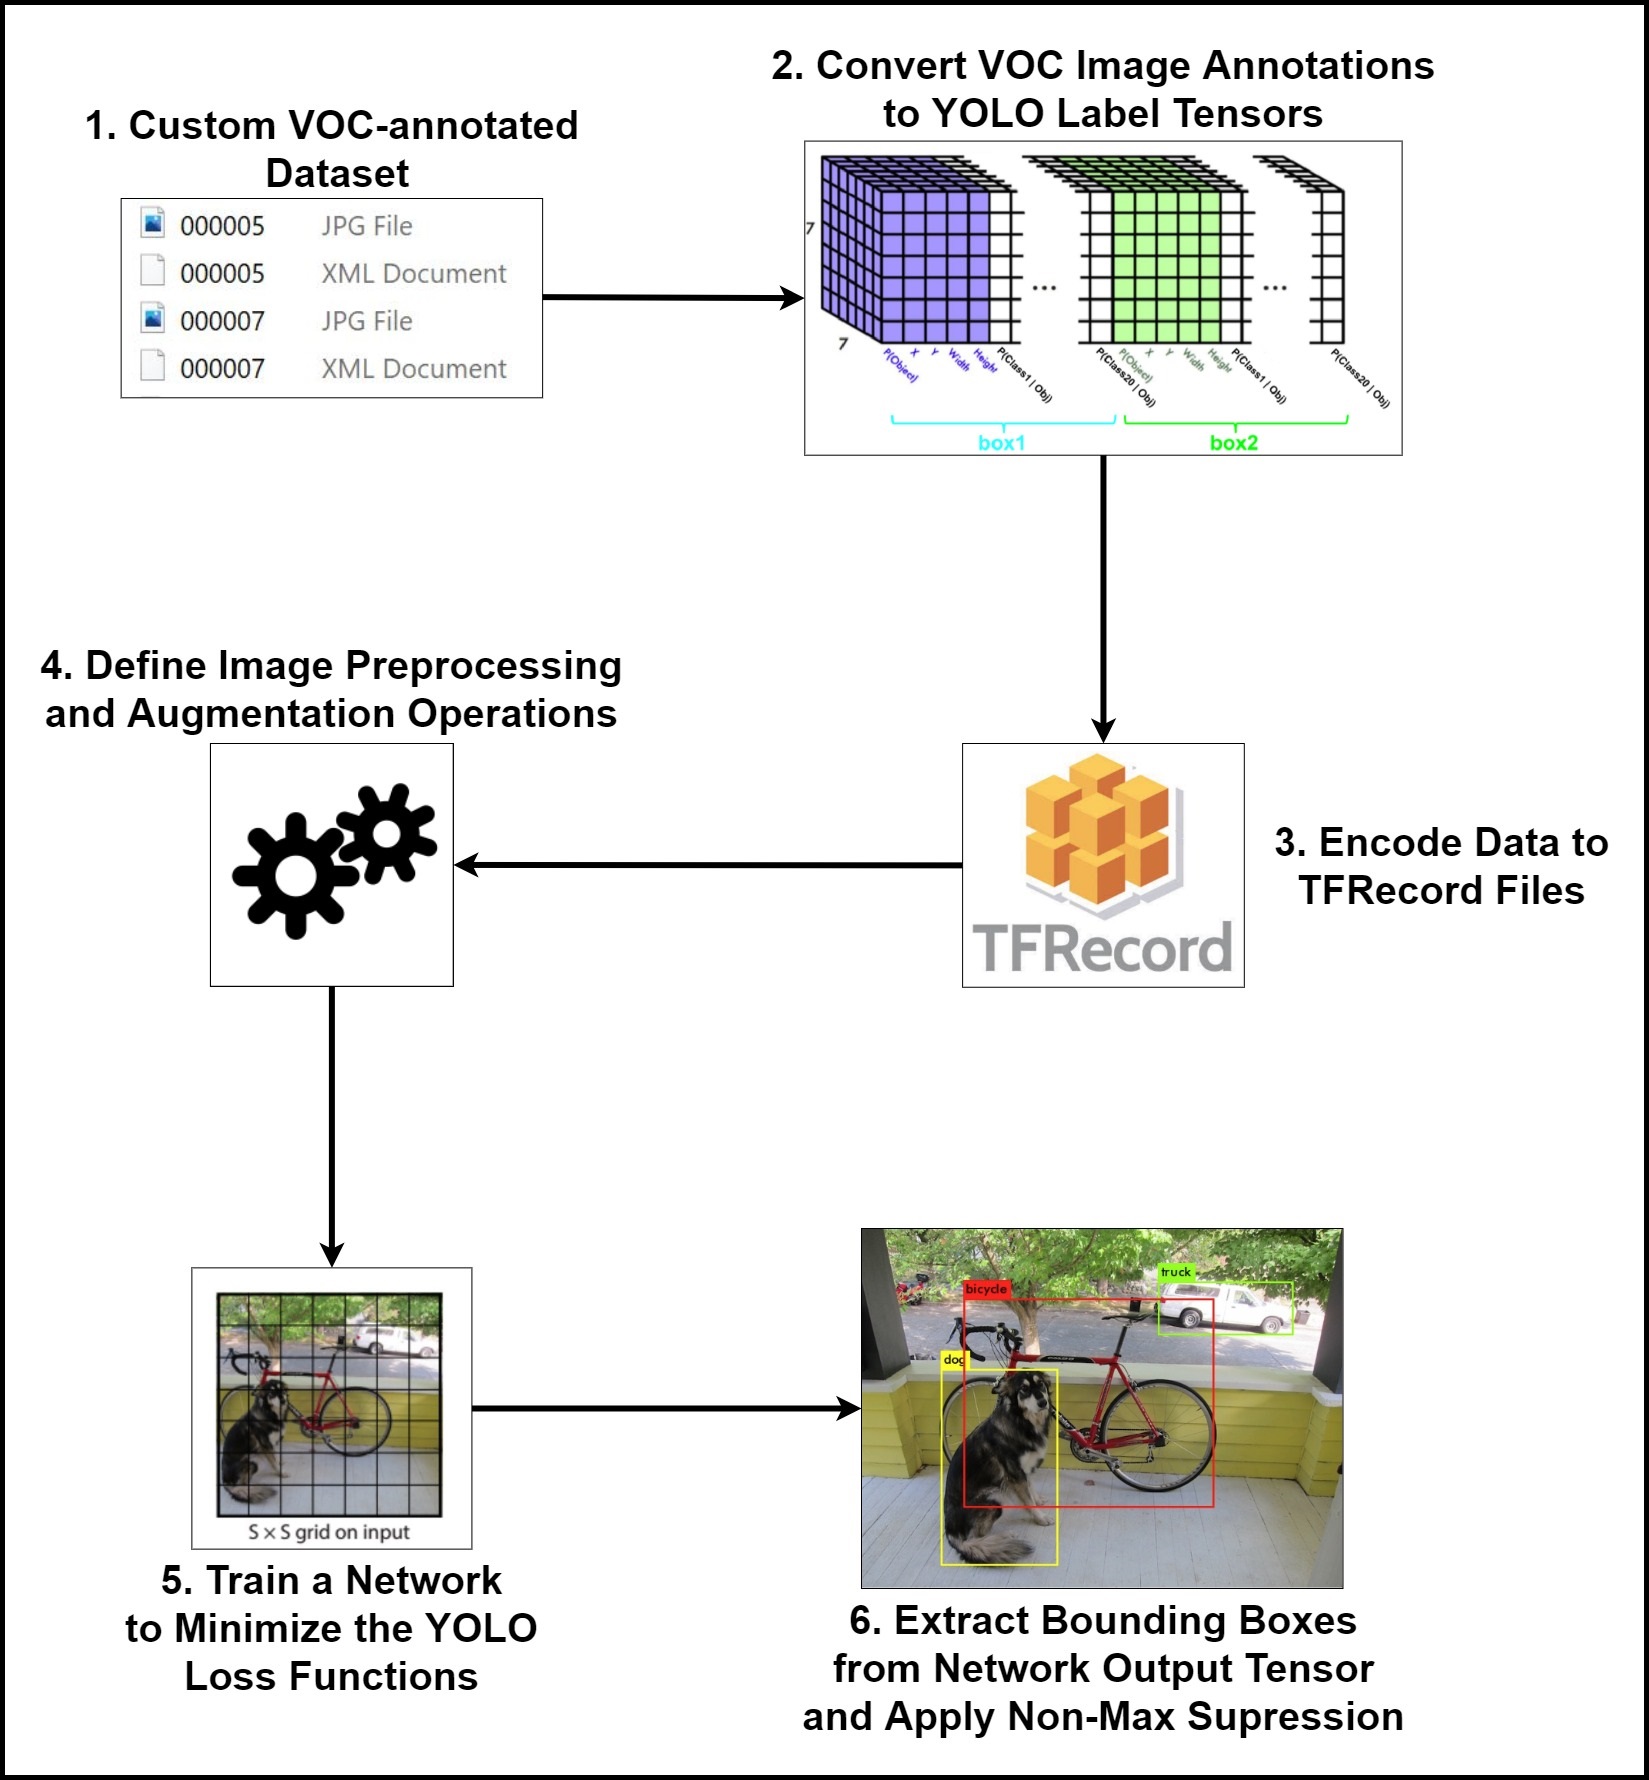 1. Custom VOC-annotated
Dataset
000005 JPG File
000005 XML Document
000007 JPG File
000007 XML Document
2. Convert VOC Image Annotations
to YOLO Label Tensors
7
7
P(Object)
X
Y
Width
Height
P(Class1 | Obj)
...
P(Class20 | Obj)
P(Object)
X
Y
Width
Height
P(Class1 | Obj)
...
P(Class20 | Obj)
box1
box2
3. Encode Data to
TFRecord Files
TFRecord
4. Define Image Preprocessing
and Augmentation Operations
S × S grid on input
5. Train a Network
to Minimize the YOLO
Loss Functions
truck
bicycle
dog
6. Extract Bounding Boxes
from Network Output Tensor
and Apply Non-Max Supression